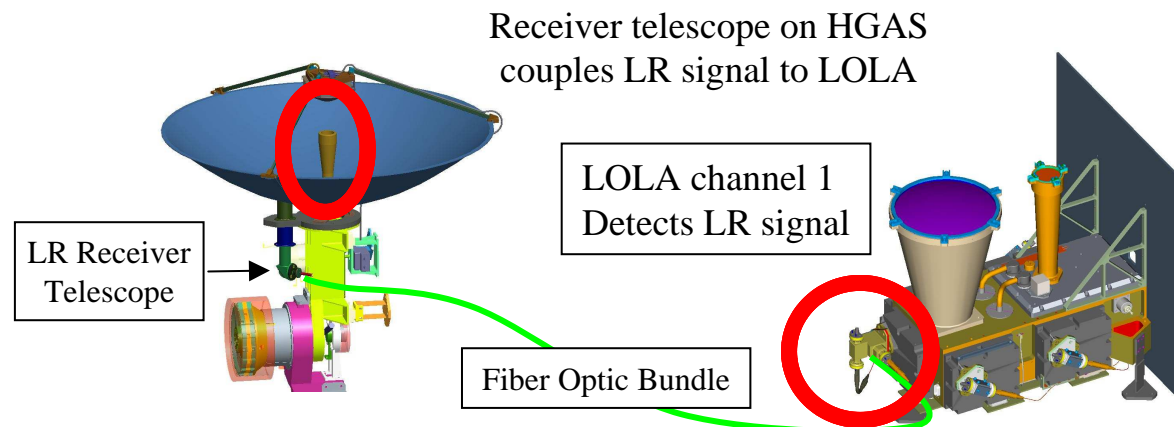 Receiver telescope on HGAS
couples LR signal to LOLA
LOLA channel 1
Detects LR signal
LR Receiver
Telescope
Fiber Optic Bundle